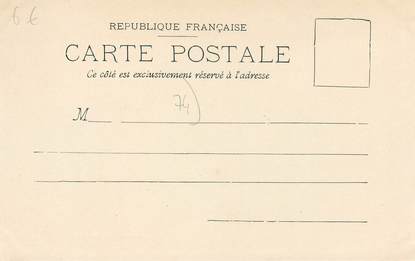 6 €
REPUBLIQUE FRANÇAISE
CARTE POSTALE
Ce côté est exclusivement réservé à l'adresse
74
M